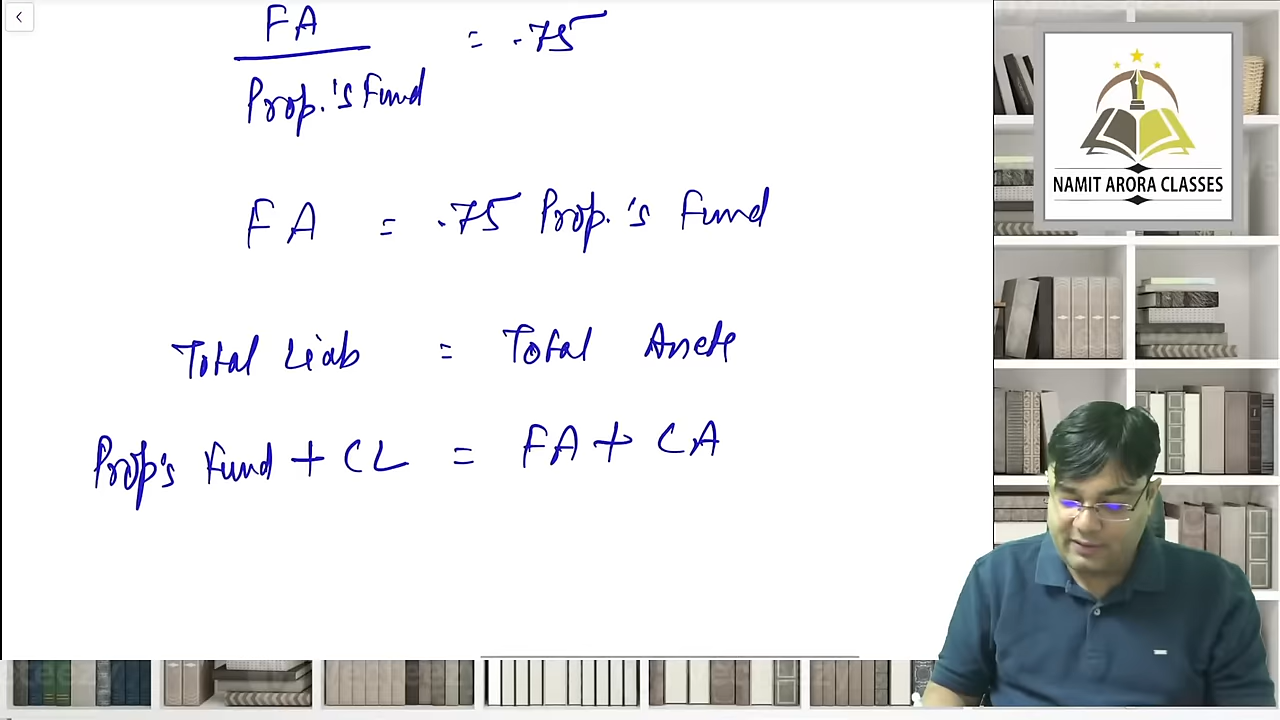 FA
= .75
Prop.'s Fund
FA = .75 Prop.'s Fund
Total Liab = Total Assets
Prop's Fund + CL = FA + CA
NAMIT ARORA CLASSES